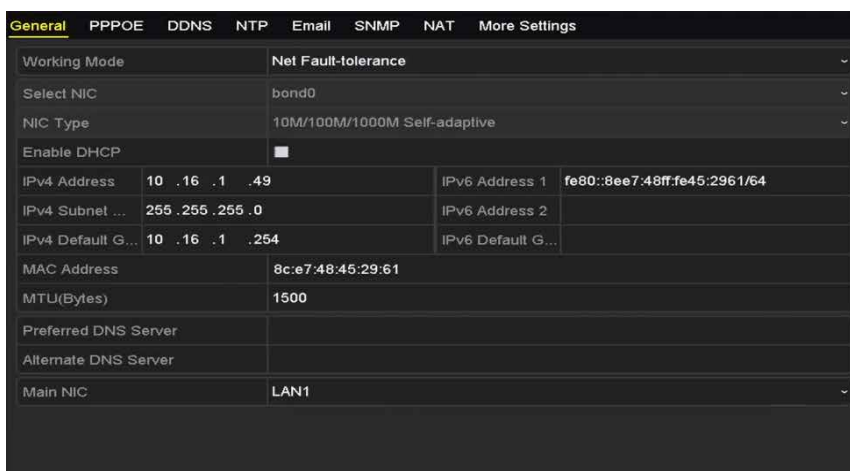 General PPPOE DDNS NTP Email SNMP NAT More Settings
Working Mode Net Fault-tolerance
Select NIC bond0
NIC Type 10M/100M/1000M Self-adaptive
Enable DHCP
IPv4 Address 10 .16 .1 .49 IPv6 Address 1 fe80::8ee7:48ff:fe45:2961/64
IPv4 Subnet ... 255.255.255.0 IPv6 Address 2
IPv4 Default G... 10 .16 .1 .254 IPv6 Default G...
MAC Address 8c:e7:48:45:29:61
MTU(Bytes) 1500
Preferred DNS Server
Alternate DNS Server
Main NIC LAN1